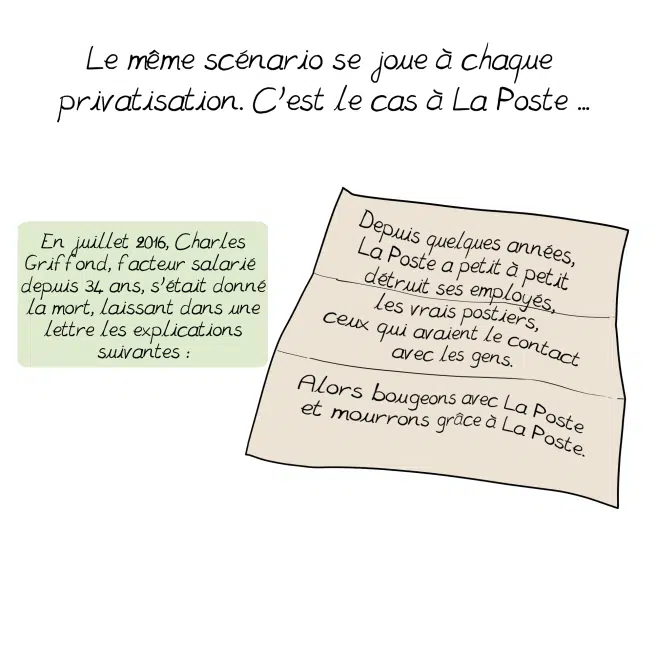 Le même scénario se joue à chaque
privatisation. C'est le cas à La Poste ...
En juillet 2016, Charles
Griffond, facteur salarié
depuis 34 ans, s'était donné
la mort, laissant dans une
lettre les explications
suivantes :
Depuis quelques années,
La Poste a petit à petit
détruit ses employés,
les vrais postiers,
ceux qui avaient le contact
avec les gens.
Alors bougeons avec La Poste
et mourrons grâce à La Poste.